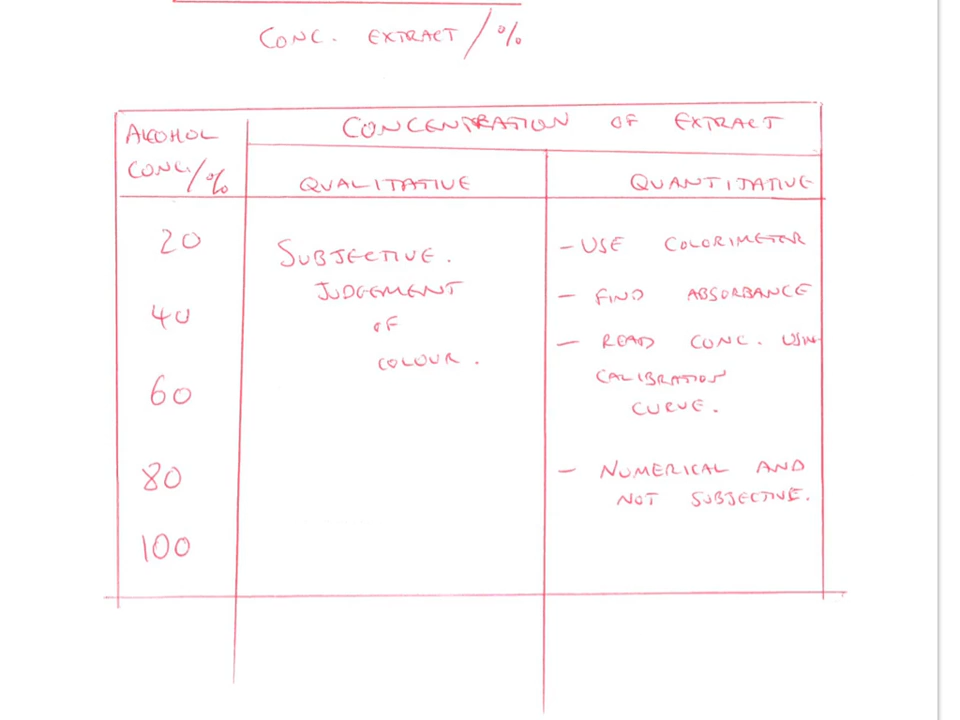 CONC. EXTRACT / %
ALCOHOL
CONC. / %
CONCENTRATION OF EXTRACT
QUALITATIVE
QUANTITATIVE
20
40
60
80
100
SUBJECTIVE.
JUDGEMENT
OF
COLOUR.
- USE COLORIMETER
- FIND ABSORBANCE
- READ CONC. USIN
CALIBRATION
CURVE.
- NUMERICAL AND
NOT SUBJECTIVE.